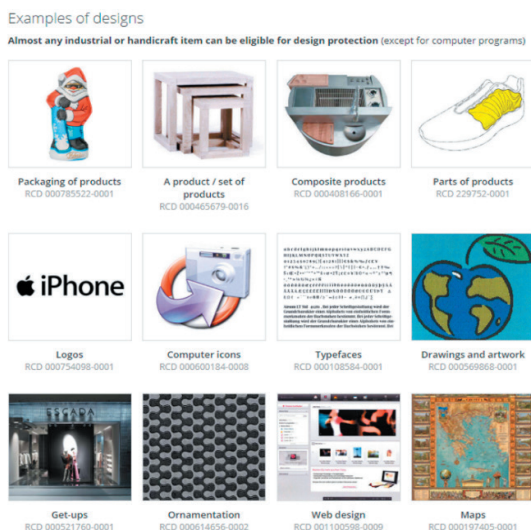 Examples of designs
Almost any industrial or handicraft item can be eligible for design protection (except for computer programs)
Packaging of products
RCD 000785522-0001
A product / set of
products
RCD 000465679-0016
Composite products
RCD 000408166-0001
Parts of products
RCD 229752-0001
iPhone
Logos
RCD 000754098-0001
Computer icons
RCD 000600184-0008
Typefaces
RCD 000108584-0001
Drawings and artwork
RCD 000569868-0001
ESCADA
Get-ups
RCD 000521760-0001
Ornamentation
RCD 000614656-0002
Web design
RCD 001100598-0009
Maps
RCD 000197405-0003